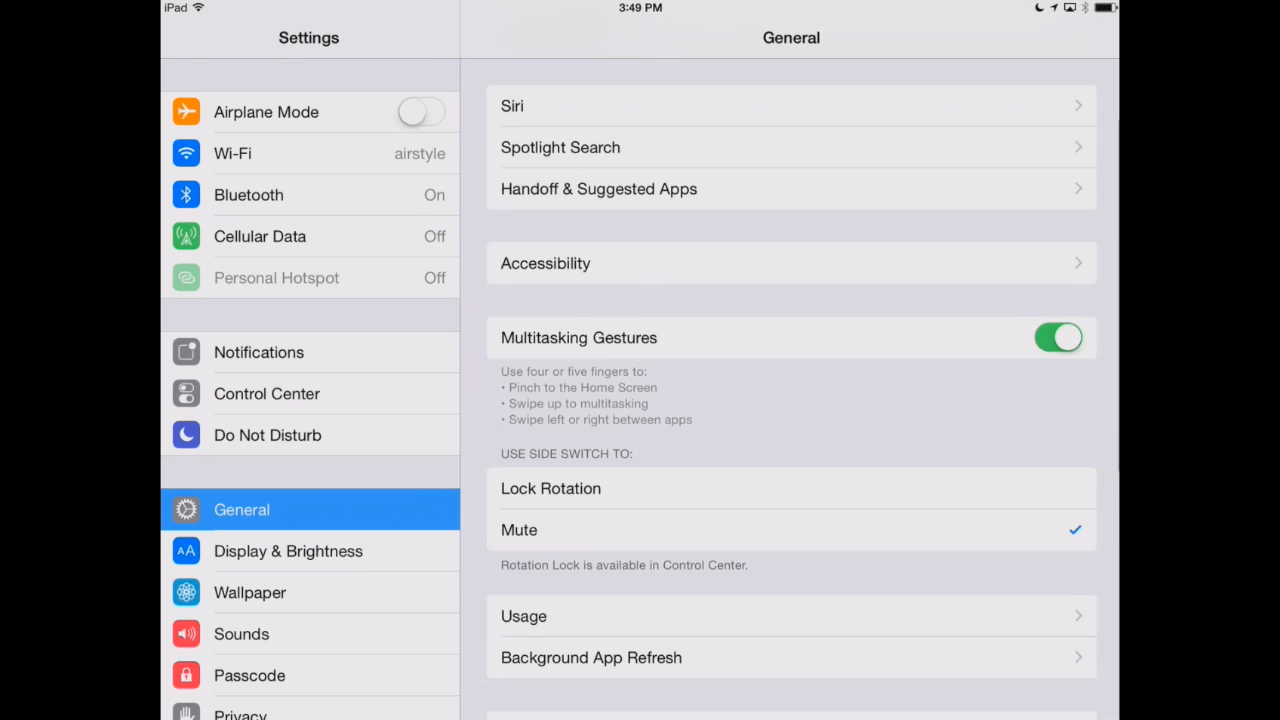 iPad
3:49 PM
Settings
General
Airplane Mode
Wi-Fi airstyle
Bluetooth On
Cellular Data Off
Personal Hotspot Off
Notifications
Control Center
Do Not Disturb
General
AA Display & Brightness
Wallpaper
Sounds
Passcode
Privacy
Siri
Spotlight Search
Handoff & Suggested Apps
Accessibility
Multitasking Gestures
Use four or five fingers to:
• Pinch to the Home Screen
• Swipe up to multitasking
• Swipe left or right between apps
USE SIDE SWITCH TO:
Lock Rotation
Mute
Rotation Lock is available in Control Center.
Usage
Background App Refresh